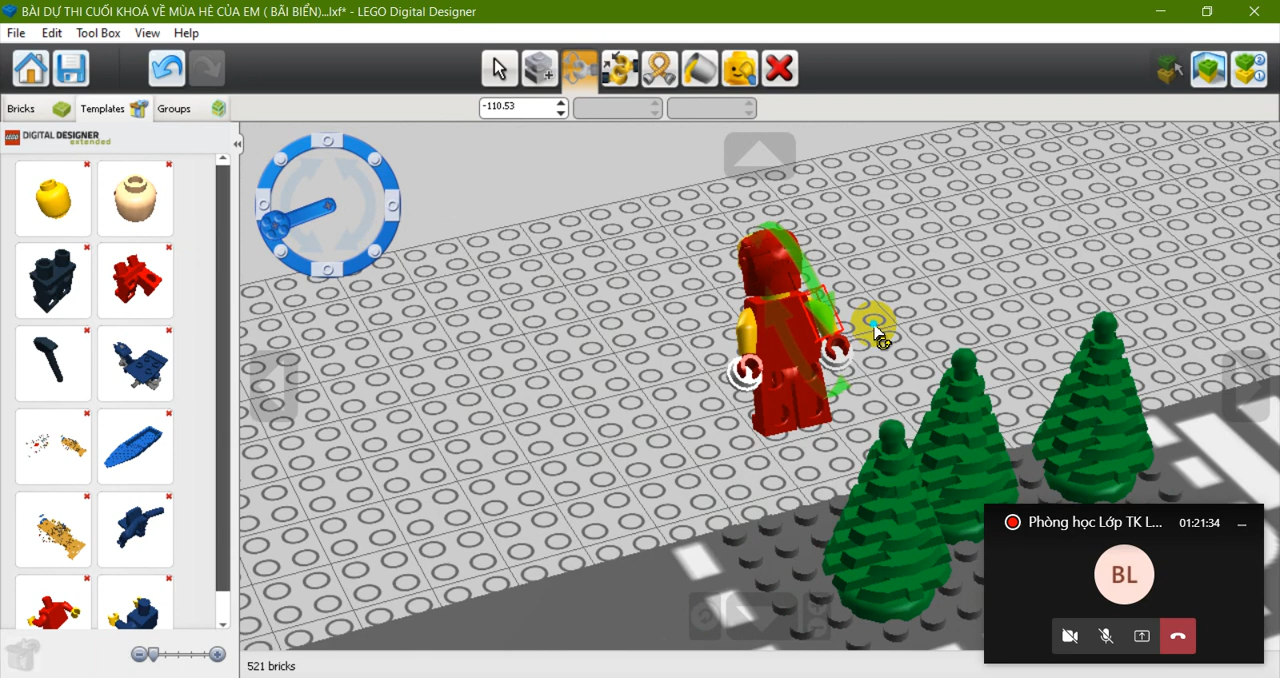 BÀI DỰ THI CUỐI KHOÁ VỀ MÙA HÈ CỦA EM ( BÃI BIỂN)...lxf* - LEGO Digital Designer
File Edit Tool Box View Help
Bricks Templates Groups
-110.53
LEGO DIGITAL DESIGNER
extended
Phòng học Lớp TK L... 01:21:34
BL
521 bricks